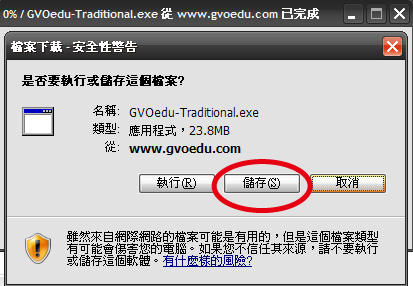 0% / GVOedu-Traditional.exe 從 www.gvoedu.com 已完成
檔案下載 - 安全性警告
是否要執行或儲存這個檔案?
名稱: GVOedu-Traditional.exe
類型: 應用程式，23.8MB
從: www.gvoedu.com
執行(R) 儲存(S) 取消
雖然來自網際網路的檔案可能是有用的，但是這個檔案類型
有可能會傷害您的電腦。如果您不信任其來源，請不要執行
或儲存這個軟體。有什麼樣的風險?